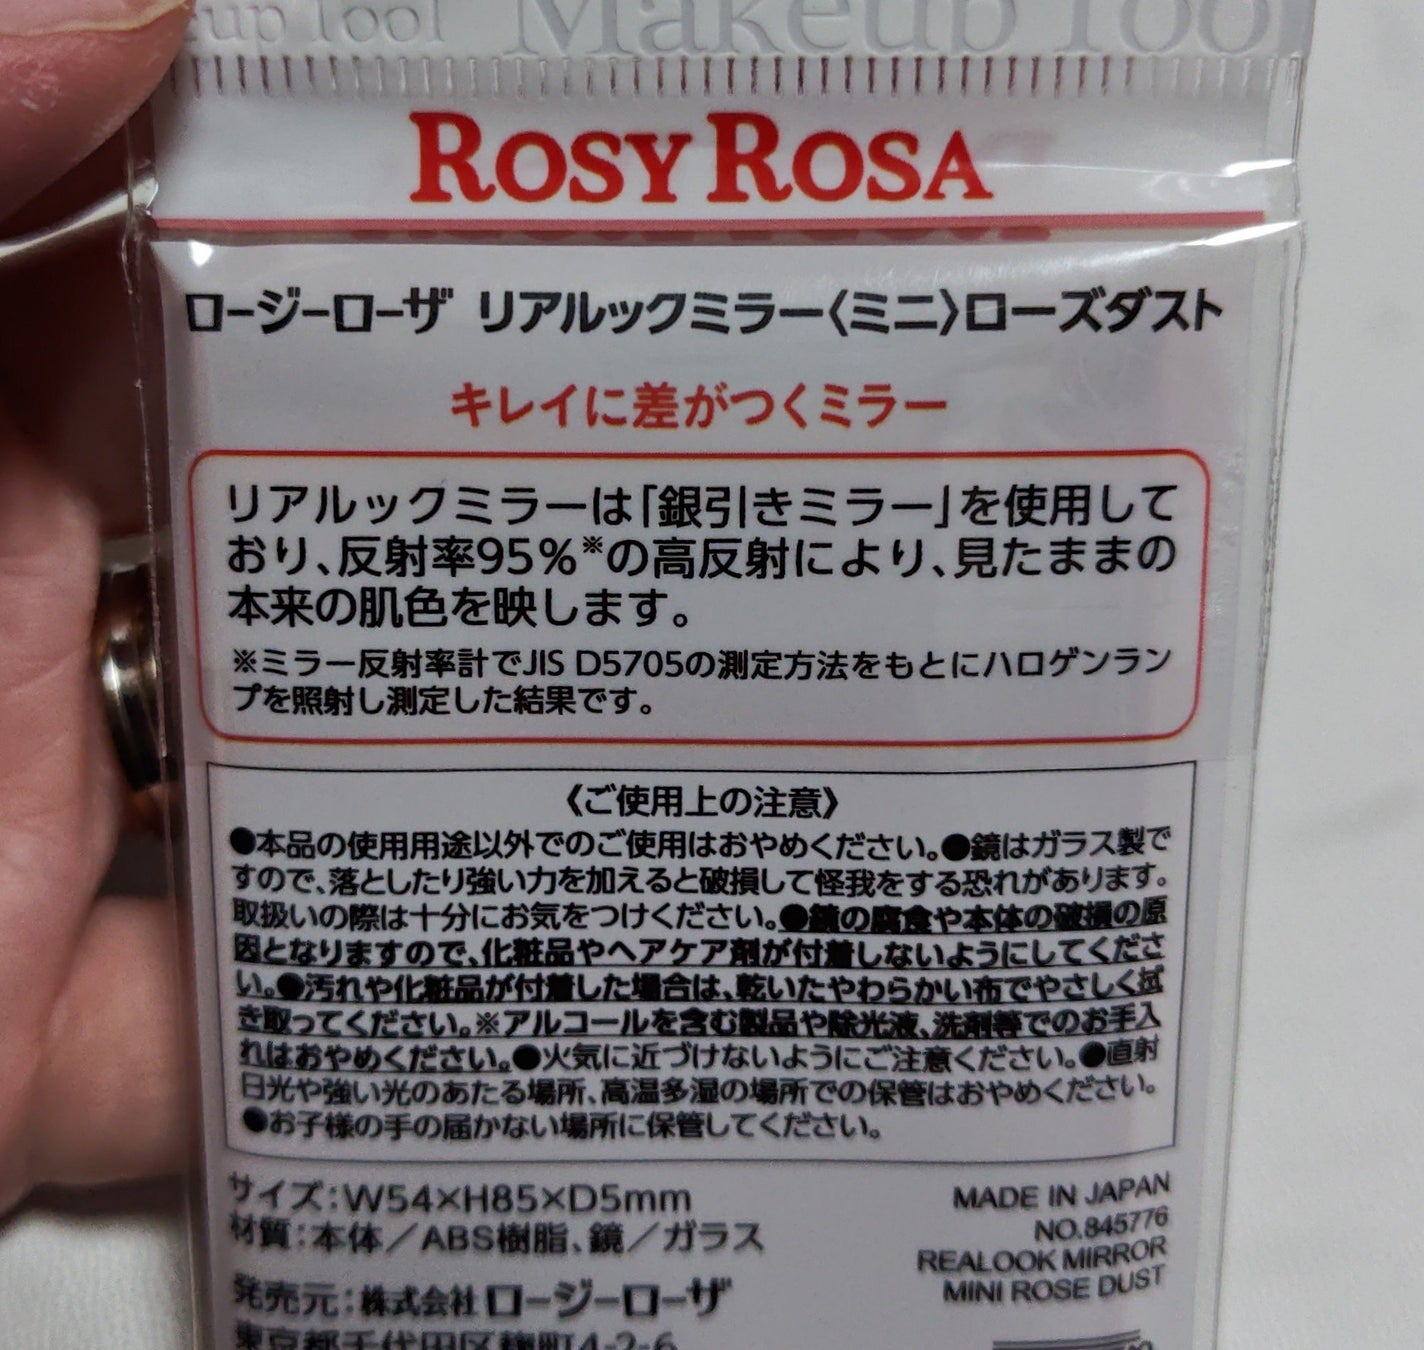 up Tool Makeup Tool
ROSY ROSA
ロージーローザ リアルックミラー〈ミニ〉ローズダスト
キレイに差がつくミラー
リアルックミラーは「銀引きミラー」を使用して
おり、反射率95%※の高反射により、見たままの
本来の肌色を映します。
※ミラー反射率計でJIS D5705の測定方法をもとにハロゲンラン
プを照射し測定した結果です。
《ご使用上の注意》
●本品の使用用途以外でのご使用はおやめください。●鏡はガラス製で
すので、落としたり強い力を加えると破損して怪我をする恐れがあります。
取扱いの際は十分にお気をつけください。●鏡の腐食や本体の破損の原
因となりますので、化粧品やヘアケア剤が付着しないようにしてくださ
い。●汚れや化粧品が付着した場合は、乾いたやわらかい布でやさしく拭
き取ってください。※アルコールを含む製品や除光液、洗剤等でのお手入
れはおやめください。●火気に近づけないようにご注意ください。●直射
日光や強い光のあたる場所、高温多湿の場所での保管はおやめください。
●お子様の手の届かない場所に保管してください。
サイズ:W54×H85×D5mm
材質:本体/ABS樹脂、鏡/ガラス
発売元:株式会社ロージーローザ
東京都千代田区麹町4-2-6
MADE IN JAPAN
NO.845776
REALOOK MIRROR
MINI ROSE DUST